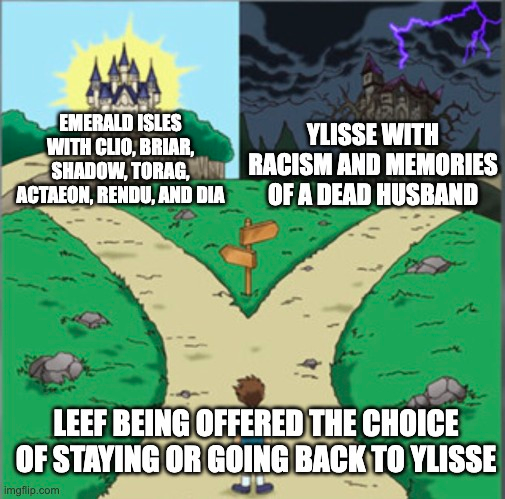 EMERALD ISLES
WITH CLIO, BRIAR,
SHADOW, TORAG,
ACTAEON, RENDU, AND DIA
YLISSE WITH
RACISM AND MEMORIES
OF A DEAD HUSBAND
LEEF BEING OFFERED THE CHOICE
OF STAYING OR GOING BACK TO YLISSE
imgflip.com